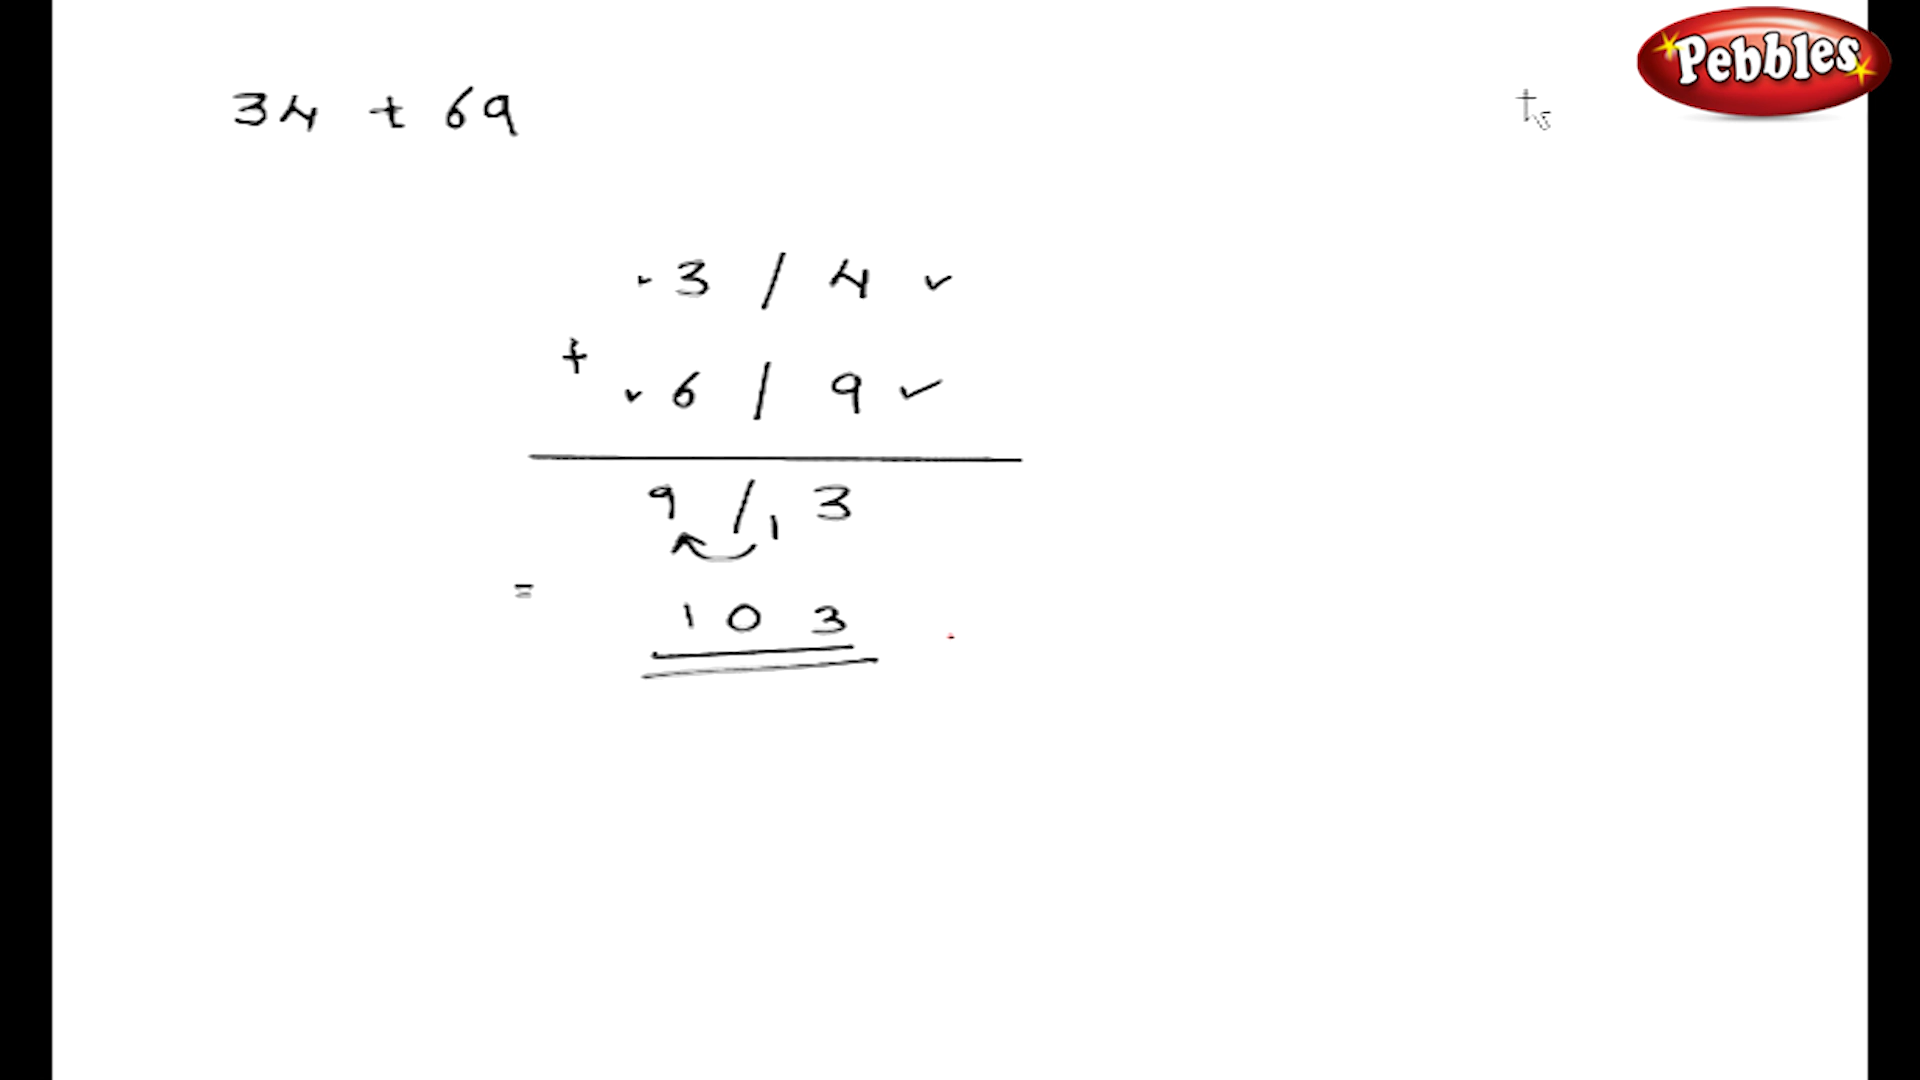 Pebbles
34 + 69
3 / 4
+
6 / 9
9 / 1 3
=
1 0 3